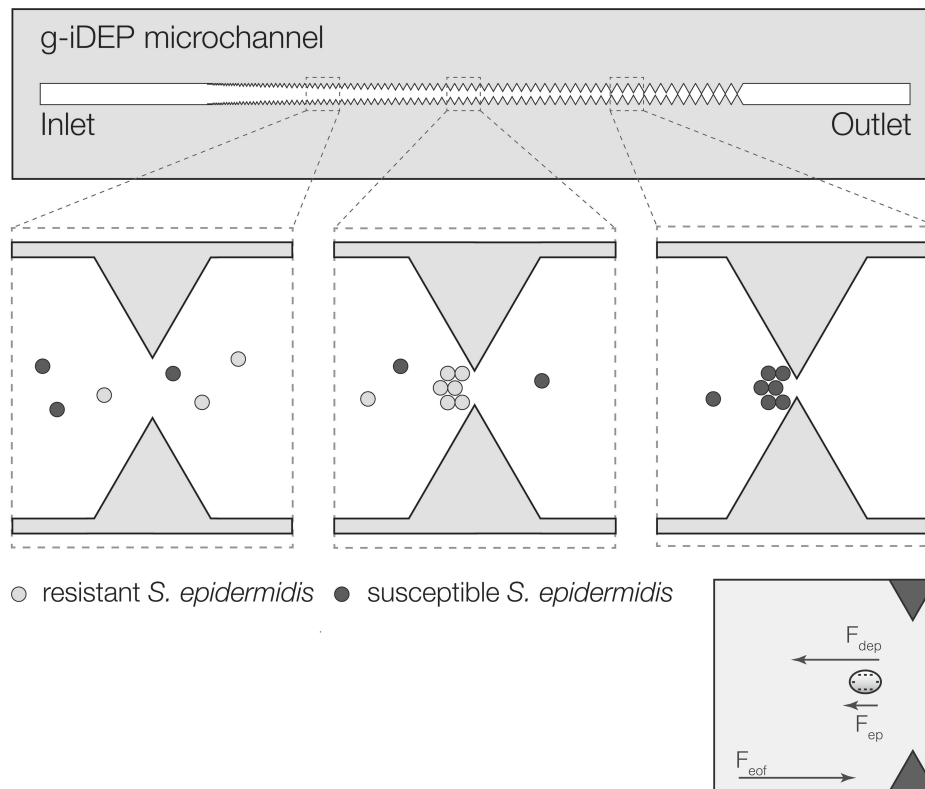 g-iDEP microchannel
Inlet
Outlet
resistant S. epidermidis
susceptible S. epidermidis
F_dep
F_ep
F_eof